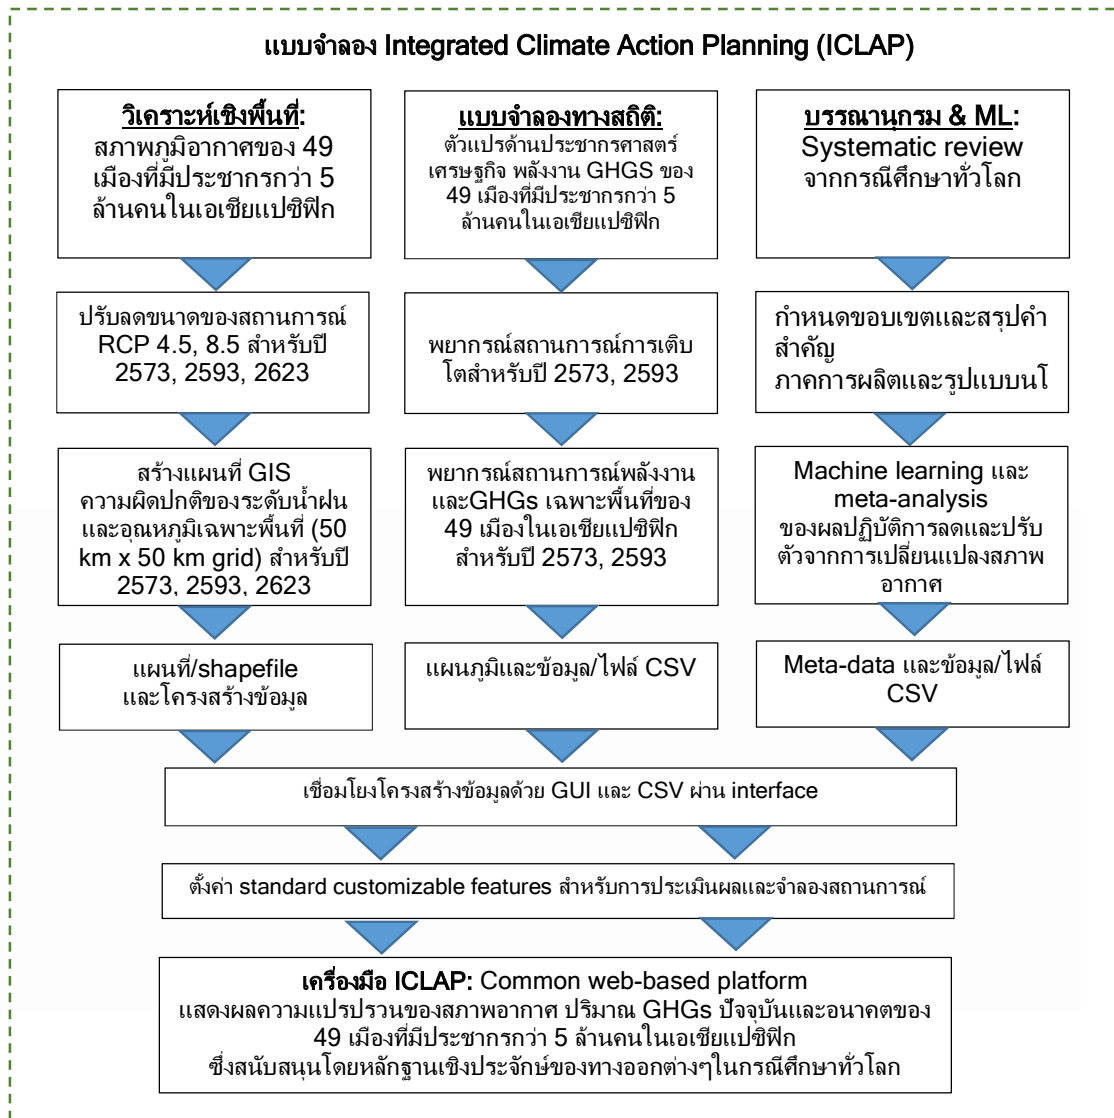 แบบจำลอง Integrated Climate Action Planning (ICLAP)
วิเคราะห์เชิงพื้นที่:
สภาพภูมิอากาศของ 49
เมืองที่มีประชากรกว่า 5
ล้านคนในเอเชียแปซิฟิก
แบบจำลองทางสถิติ:
ตัวแปรด้านประชากรศาสตร์
เศรษฐกิจ พลังงาน GHGS ของ
49 เมืองที่มีประชากรกว่า 5
ล้านคนในเอเชียแปซิฟิก
บรรณานุกรม & ML:
Systematic review
จากกรณีศึกษาทั่วโลก
ปรับลดขนาดของสถานการณ์
RCP 4.5, 8.5 สำหรับปี
2573, 2593, 2623
พยากรณ์สถานการณ์การเติบ
โตสำหรับปี 2573, 2593
กำหนดขอบเขตและสรุปคำ
สำคัญ
ภาคการผลิตและรูปแบบนโ
สร้างแผนที่ GIS
ความผิดปกติของระดับน้ำฝน
และอุณหภูมิเฉพาะพื้นที่ (50
km x 50 km grid) สำหรับปี
2573, 2593, 2623
พยากรณ์สถานการณ์พลังงาน
และGHGs เฉพาะพื้นที่ของ
49 เมืองในเอเชียแปซิฟิก
สำหรับปี 2573, 2593
Machine learning และ
meta-analysis
ของผลปฏิบัติการลดและปรับ
ตัวจากการเปลี่ยนแปลงสภาพ
อากาศ
แผนที่/shapefile
และโครงสร้างข้อมูล
แผนภูมิและข้อมูล/ไฟล์ CSV
Meta-data และข้อมูล/ไฟล์
CSV
เชื่อมโยงโครงสร้างข้อมูลด้วย GUI และ CSV ผ่าน interface
ตั้งค่า standard customizable features สำหรับการประเมินผลและจำลองสถานการณ์
เครื่องมือ ICLAP: Common web-based platform
แสดงผลความแปรปรวนของสภาพอากาศ ปริมาณ GHGs ปัจจุบันและอนาคตของ
49 เมืองที่มีประชากรกว่า 5 ล้านคนในเอเชียแปซิฟิก
ซึ่งสนับสนุนโดยหลักฐานเชิงประจักษ์ของทางออกต่างๆในกรณีศึกษาทั่วโลก